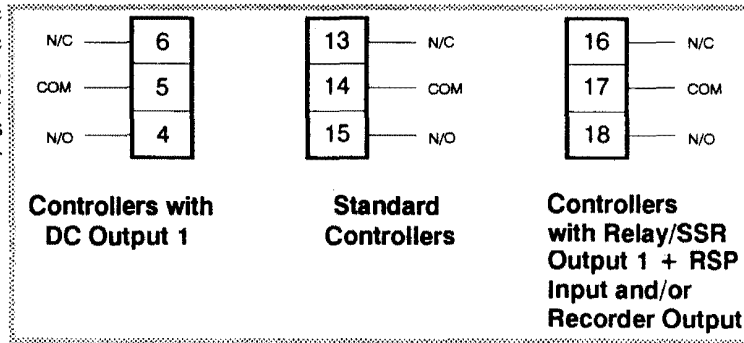 N/C 6
COM 5
N/O 4
Controllers with
DC Output 1
13 N/C
14 COM
15 N/O
Standard
Controllers
16 N/C
17 COM
18 N/O
Controllers
with Relay/SSR
Output 1 + RSP
Input and/or
Recorder Output